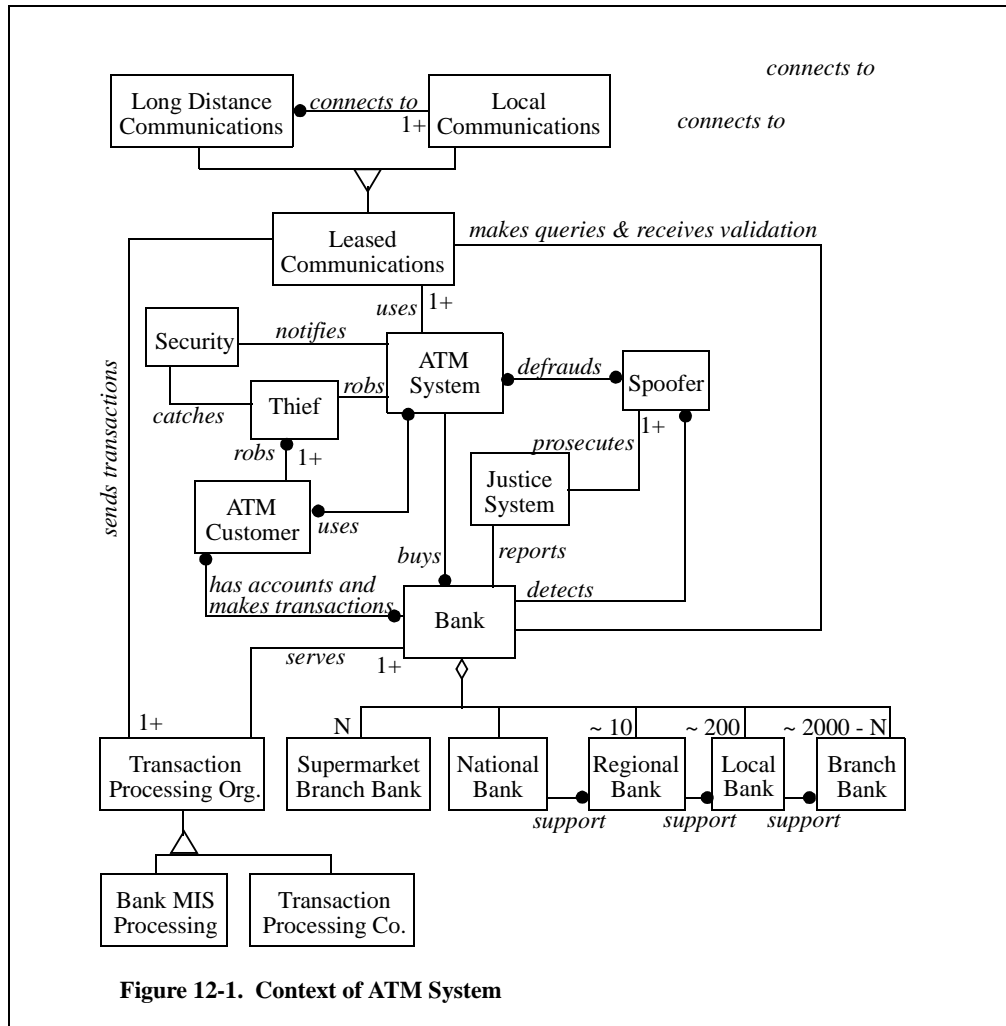 connects to
Long Distance
Communications
connects to
1+
Local
Communications
connects to
Leased
Communications
makes queries & receives validation
uses
1+
Security
notifies
ATM
System
defrauds
Spoofer
catches
Thief
robs
1+
prosecutes
robs
1+
Justice
System
ATM
Customer
uses
sends transactions
buys
reports
has accounts and
makes transactions
detects
Bank
serves
1+
1+
N
~ 10
~ 200
~ 2000 - N
Transaction
Processing Org.
Supermarket
Branch Bank
National
Bank
Regional
Bank
Local
Bank
Branch
Bank
support
support
support
Bank MIS
Processing
Transaction
Processing Co.
Figure 12-1. Context of ATM System